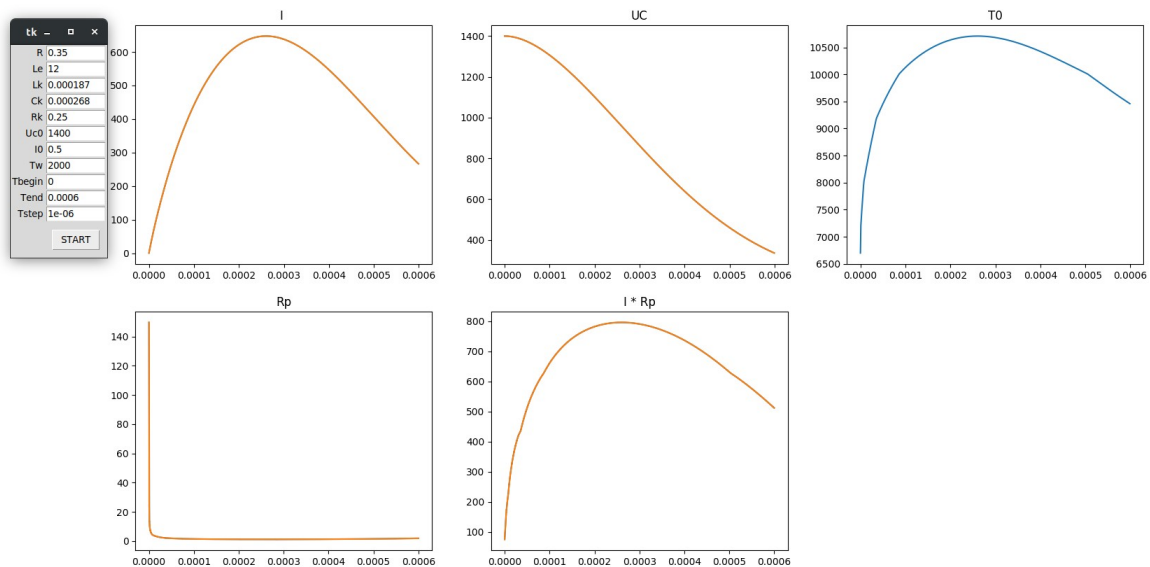 tk
R 0.35
Le 12
Lk 0.000187
Ck 0.000268
Rk 0.25
Uc0 1400
I0 0.5
Tw 2000
Tbegin 0
Tend 0.0006
Tstep 1e-06
START
I
600
500
400
300
200
100
0
0.0000 0.0001 0.0002 0.0003 0.0004 0.0005 0.0006
UC
1400
1200
1000
800
600
400
0.0000 0.0001 0.0002 0.0003 0.0004 0.0005 0.0006
T0
10500
10000
9500
9000
8500
8000
7500
7000
6500
0.0000 0.0001 0.0002 0.0003 0.0004 0.0005 0.0006
Rp
140
120
100
80
60
40
20
0
0.0000 0.0001 0.0002 0.0003 0.0004 0.0005 0.0006
I * Rp
800
700
600
500
400
300
200
100
0.0000 0.0001 0.0002 0.0003 0.0004 0.0005 0.0006